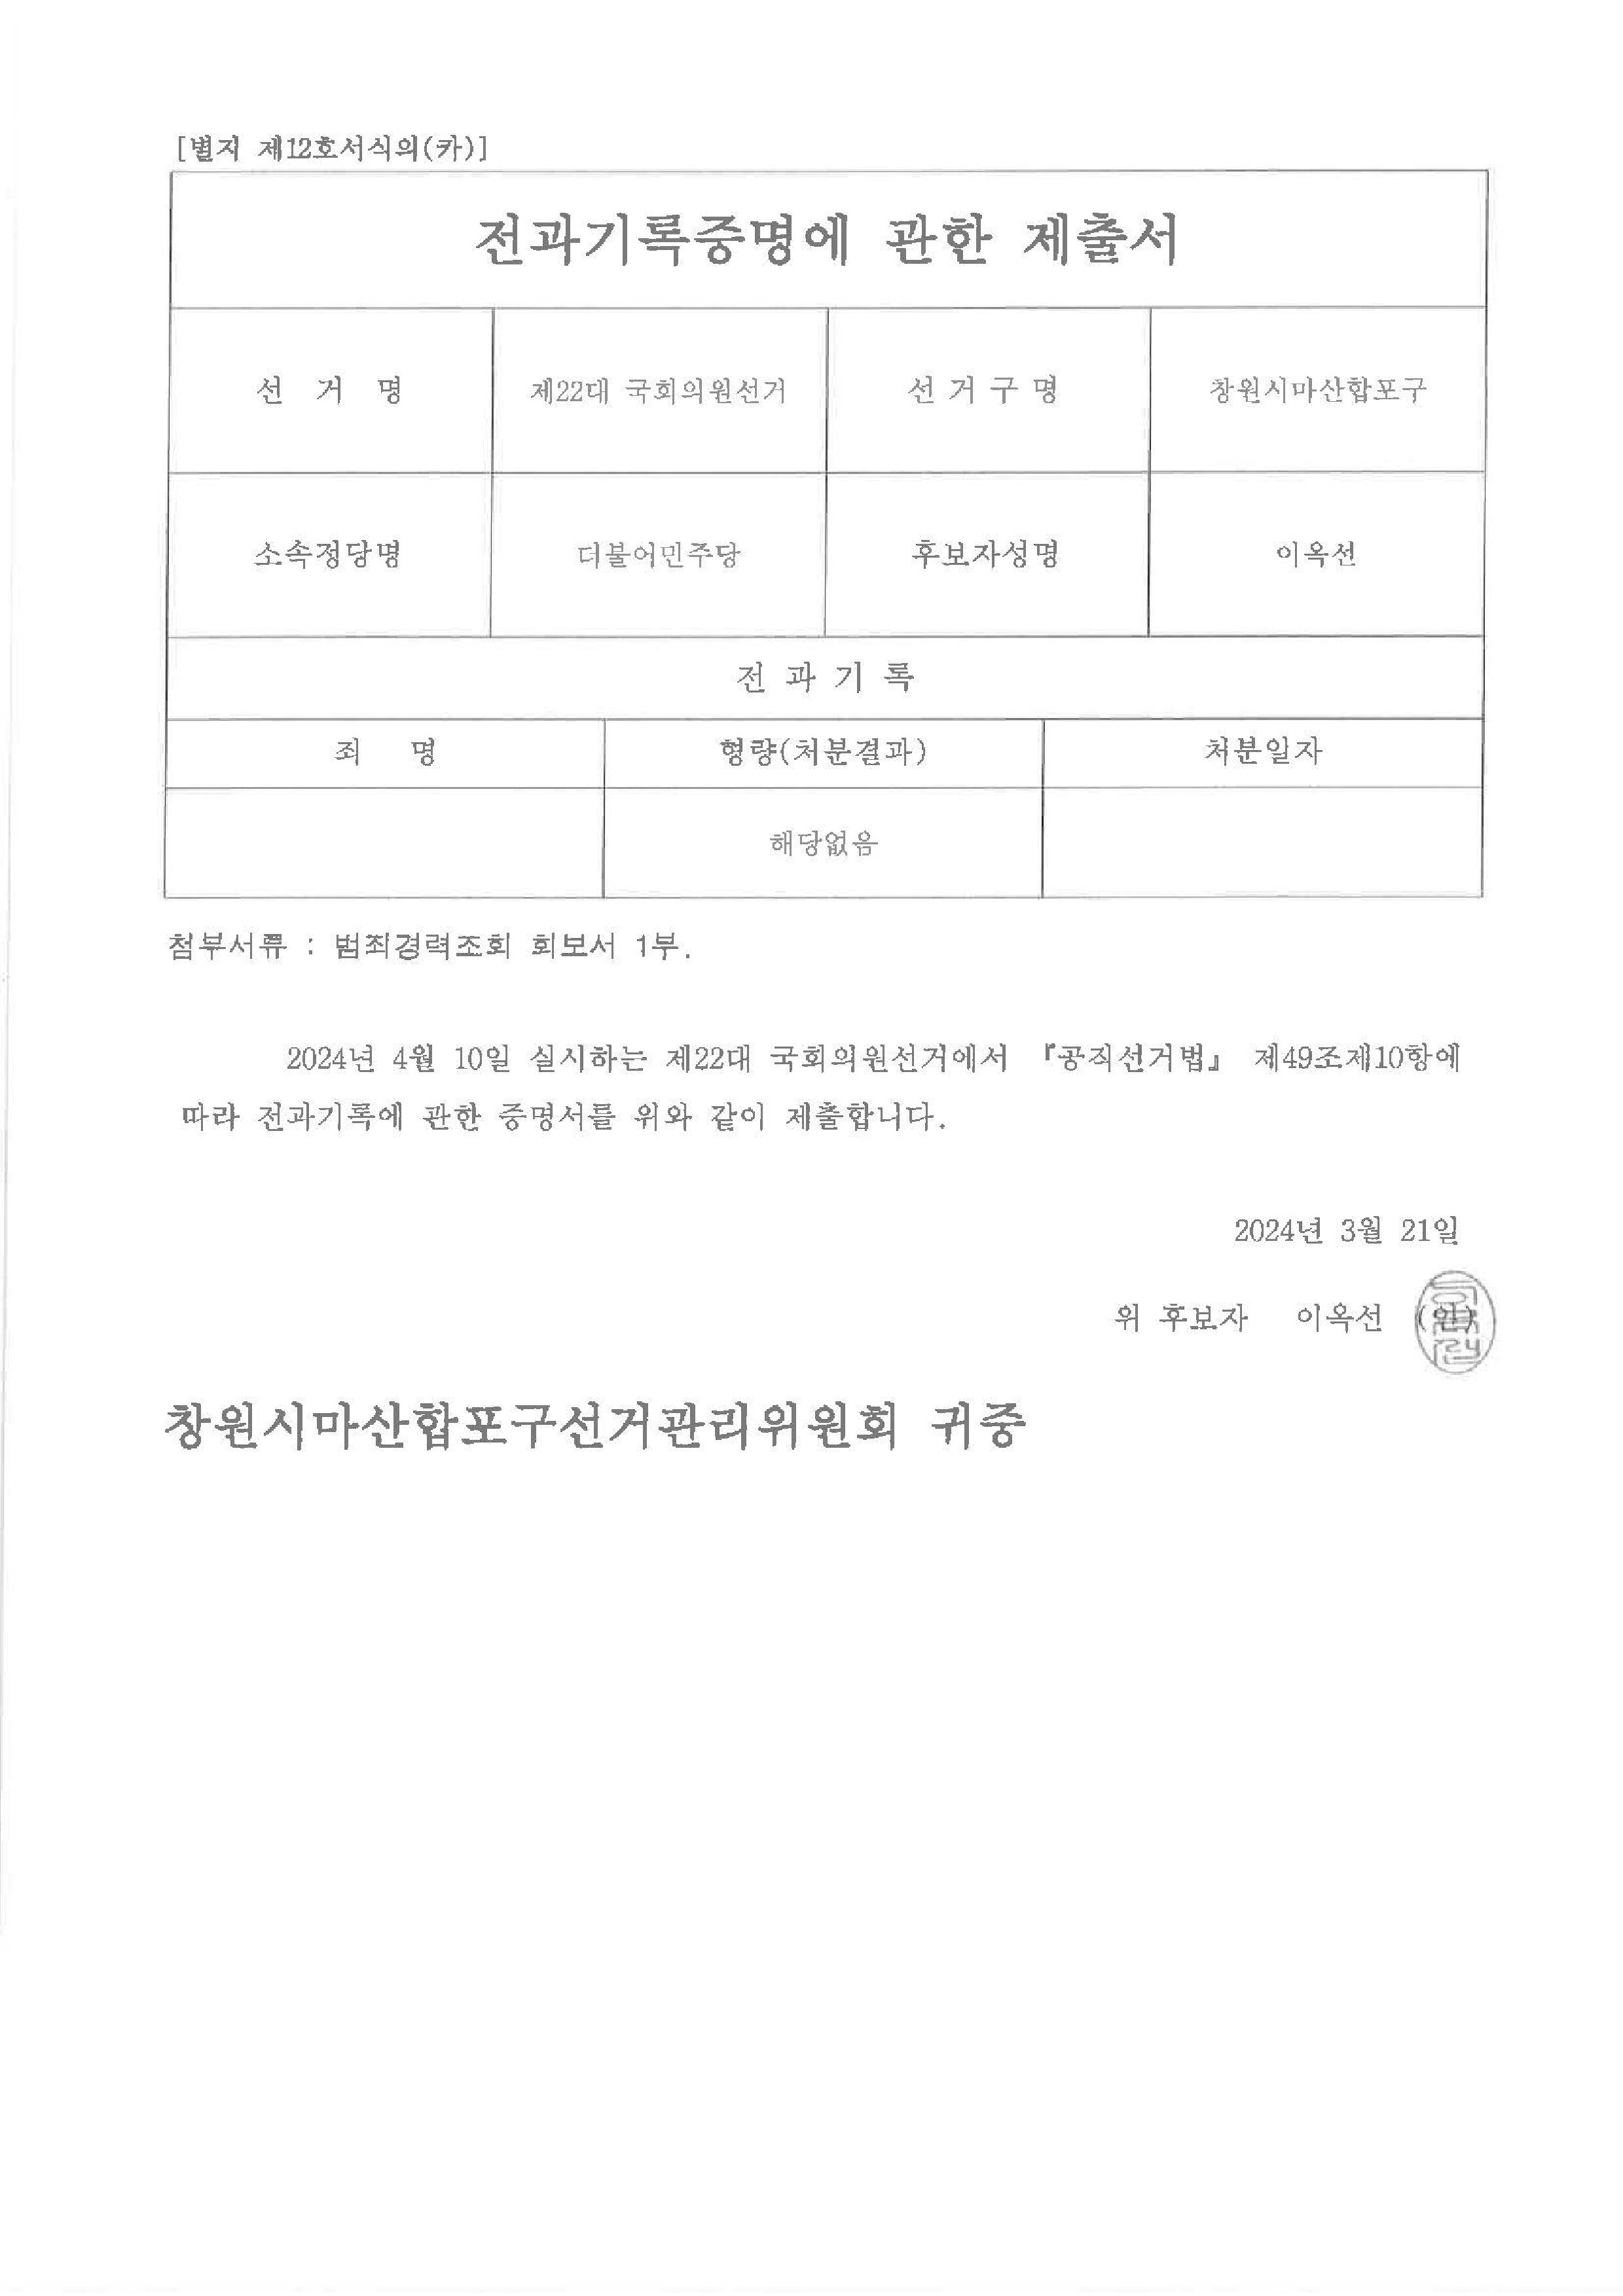 [별지 제12호서식의(카)]
전과기록증명에 관한 제출서
선 거 명 제22대 국회의원선거 선 거 구 명 창원시마산합포구
소속정당명 더불어민주당 후보자성명 이옥선
전 과 기 록
죄 명 형량(처분결과) 처분일자
해당없음
첨부서류 : 범죄경력조회 회보서 1부.
2024년 4월 10일 실시하는 제22대 국회의원선거에서 『공직선거법』 제49조제10항에
따라 전과기록에 관한 증명서를 위와 같이 제출합니다.
2024년 3월 21일
위 후보자 이옥선 (인)
창원시마산합포구선거관리위원회 귀중